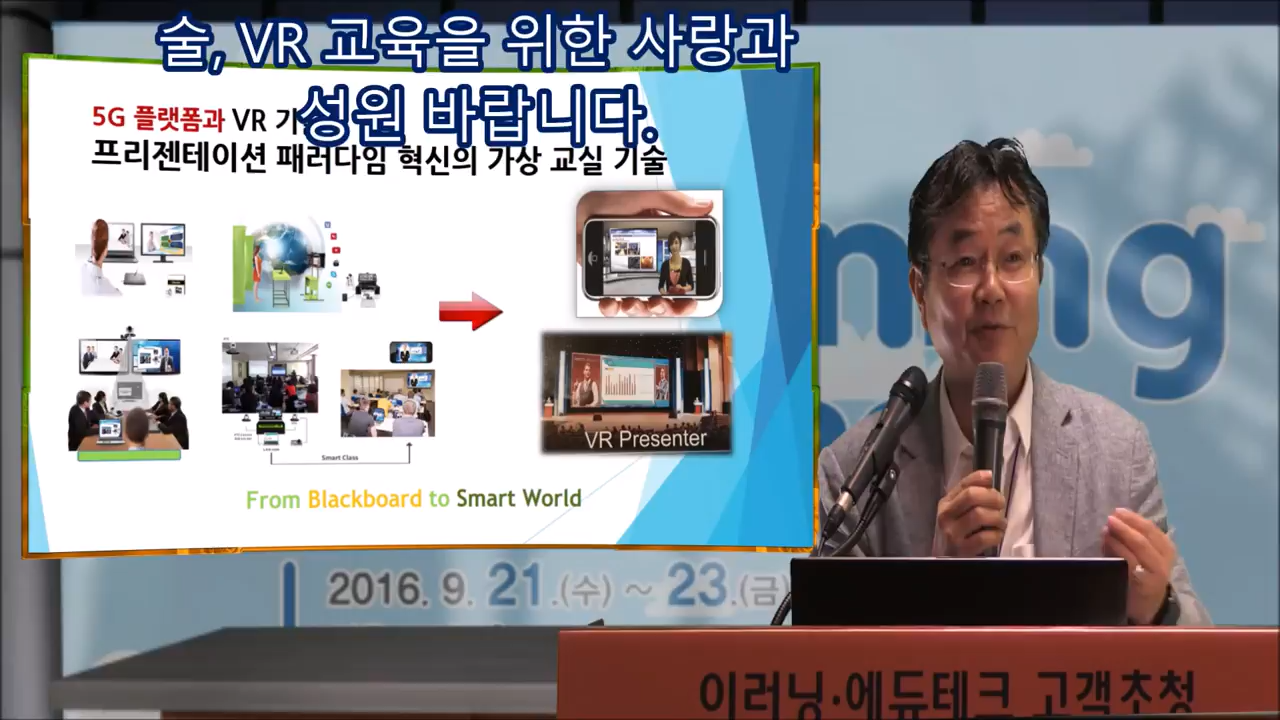 술, VR 교육을 위한 사랑과
성원 바랍니다.
5G 플랫폼과 VR 기
프리젠테이션 패러다임 혁신의 가상 교실 기술
VR Presenter
Smart Class
From Blackboard to Smart World
ning
2016. 9. 21.(수) ~ 23.(금)
이러닝·에듀테크 고객초청